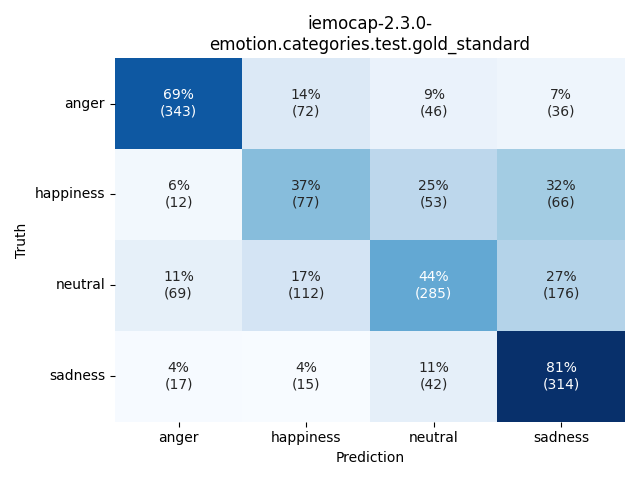 iemocap-2.3.0-
emotion.categories.test.gold_standard
Truth
anger
69%
(343)
14%
(72)
9%
(46)
7%
(36)
happiness
6%
(12)
37%
(77)
25%
(53)
32%
(66)
neutral
11%
(69)
17%
(112)
44%
(285)
27%
(176)
sadness
4%
(17)
4%
(15)
11%
(42)
81%
(314)
anger
happiness
neutral
sadness
Prediction